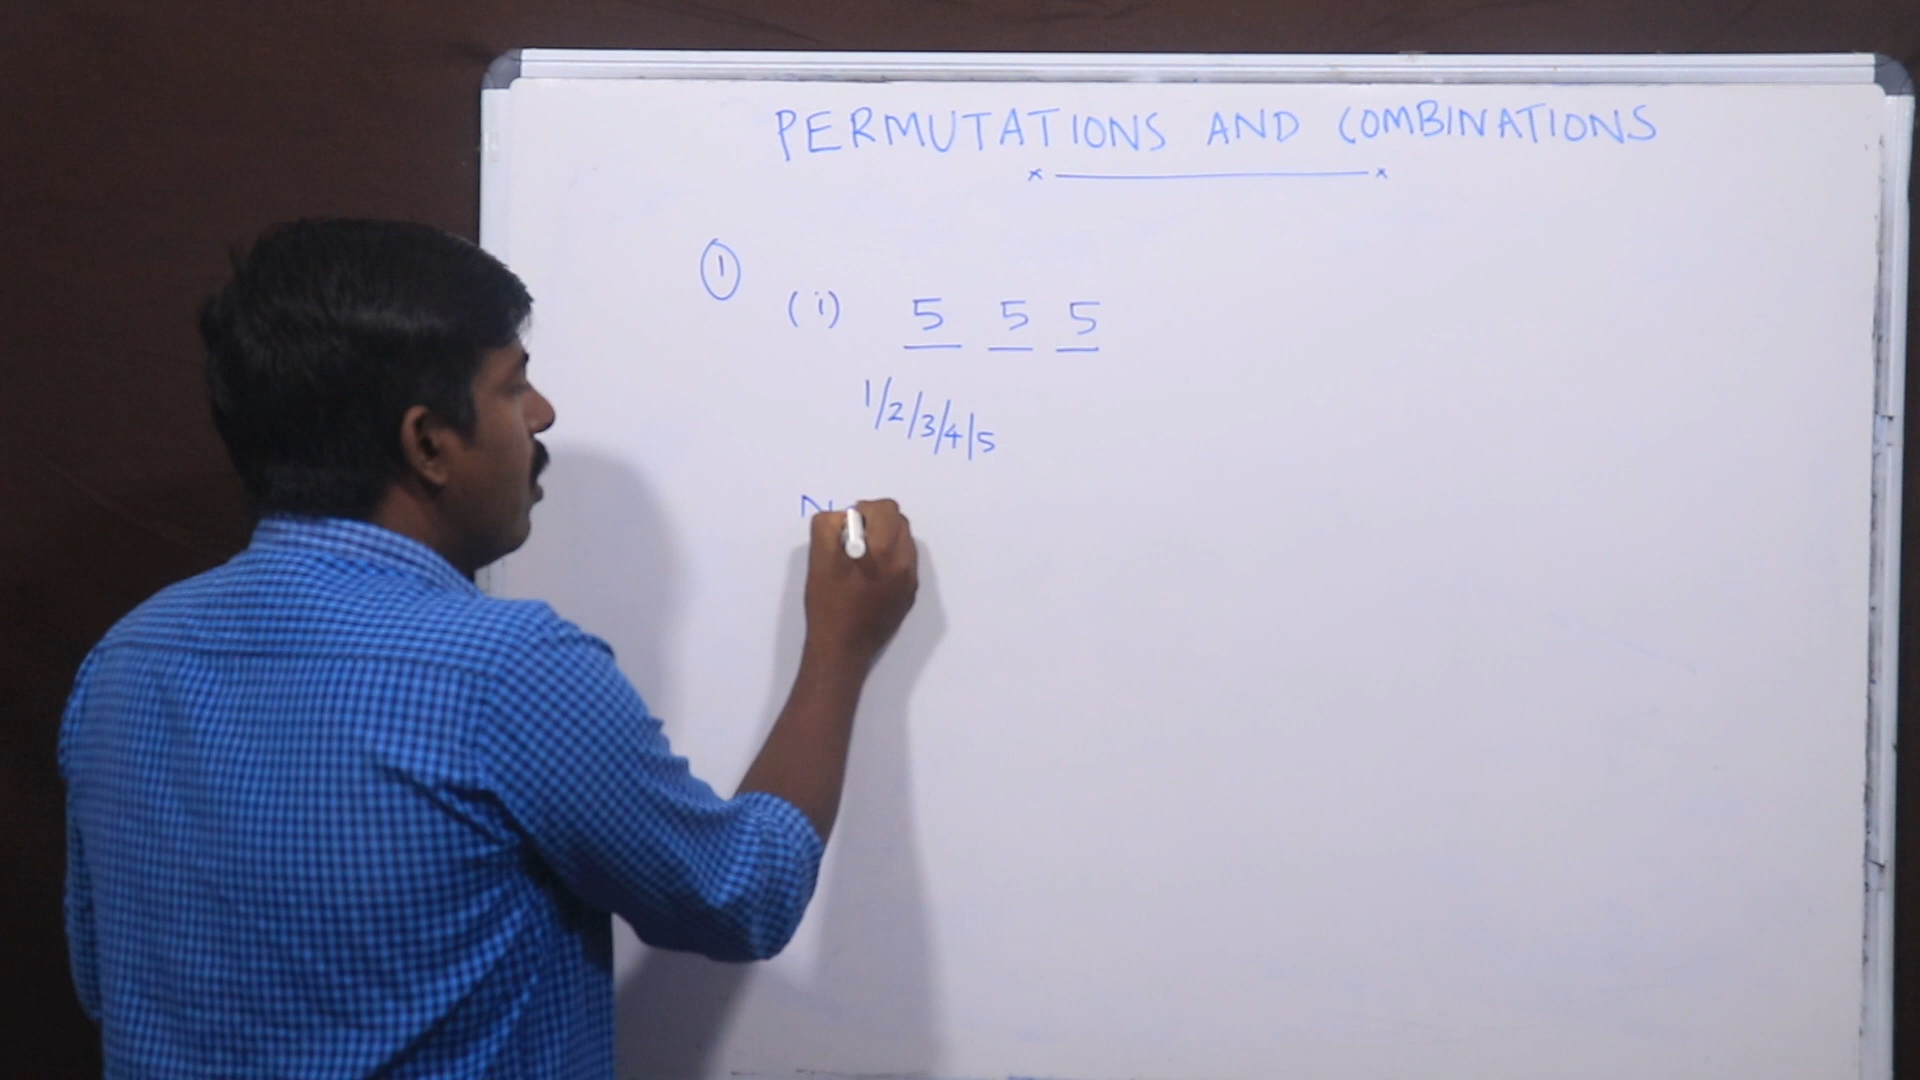 PERMUTATIONS AND COMBINATIONS
x ——— x
1
(i) 5 5 5
1/2/3/4/5
N